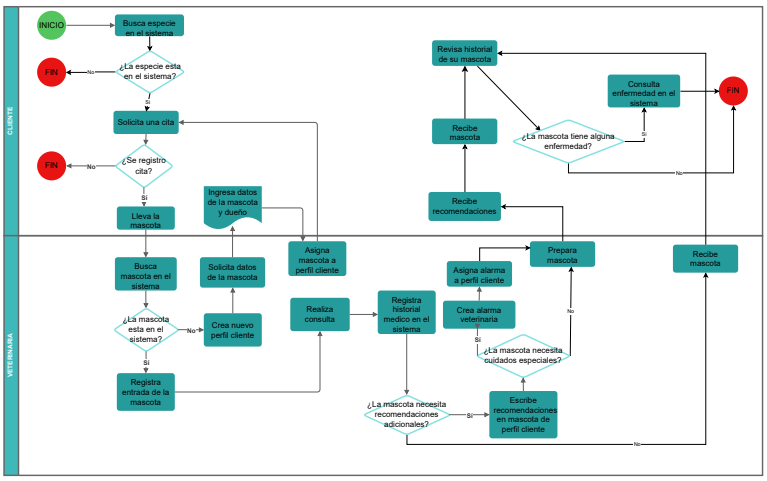 CLIENTE
INICIO
Busca especie
en el sistema
¿La especie esta
en el sistema?
No
FIN
Si
Solicita una cita
¿Se registro
cita?
No
FIN
Sí
Lleva la
mascota
Ingresa datos
de la mascota
y dueño
Revisa historial
de su mascota
Recibe
mascota
Recibe
recomendaciones
¿La mascota tiene alguna
enfermedad?
Si
No
Consulta
enfermedad en el
sistema
FIN
VETERINARIA
Busca
mascota en el
sistema
¿La mascota
esta en el
sistema?
No
Sí
Registra
entrada de la
mascota
Crea nuevo
perfil cliente
Solicita datos
de la mascota
Asigna
mascota a
perfil cliente
Realiza
consulta
Registra
historial
medico en el
sistema
¿La mascota necesita
recomendaciones
adicionales?
Sí
No
Escribe
recomendaciones
en mascota de
perfil cliente
¿La mascota necesita
cuidados especiales?
Sí
No
Crea alarma
veterinaria
Asigna alarma
a perfil cliente
Prepara
mascota
Recibe
mascota